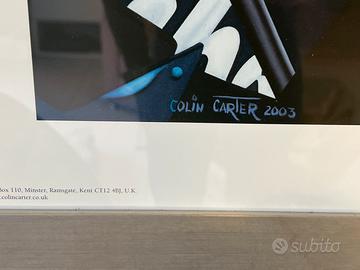 COLIN CARTER 2003
Box 110, Minster, Ramsgate, Kent CT12 4BJ, U.K.
colincarter.co.uk
subito